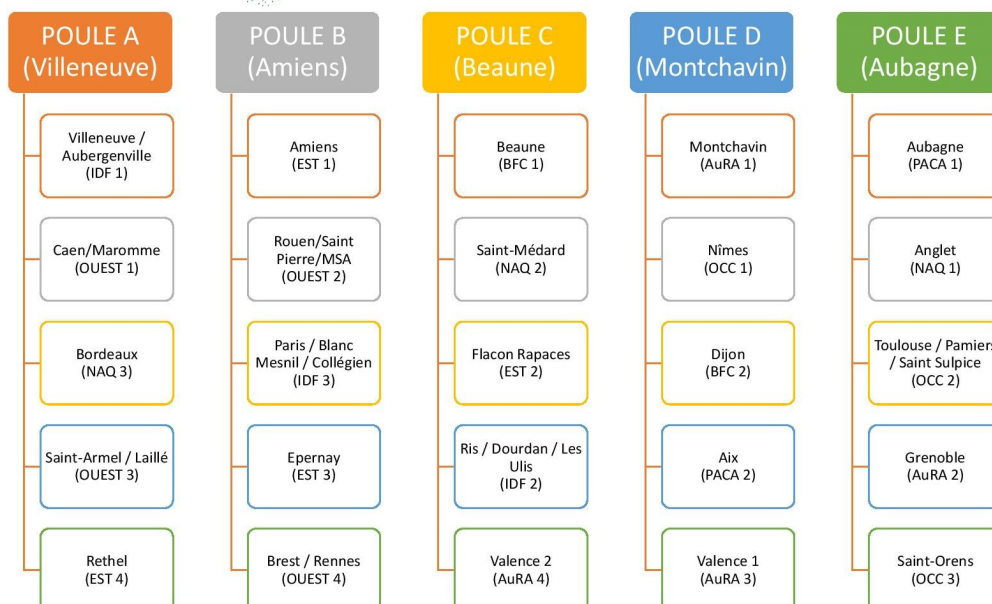 POULE A
(Villeneuve)
Villeneuve /
Aubergenville
(IDF 1)
Caen/Maromme
(OUEST 1)
Bordeaux
(NAQ 3)
Saint-Armel / Laillé
(OUEST 3)
Rethel
(EST 4)
POULE B
(Amiens)
Amiens
(EST 1)
Rouen/Saint
Pierre/MSA
(OUEST 2)
Paris / Blanc
Mesnil / Collégien
(IDF 3)
Epernay
(EST 3)
Brest / Rennes
(OUEST 4)
POULE C
(Beaune)
Beaune
(BFC 1)
Saint-Médard
(NAQ 2)
Flacon Rapaces
(EST 2)
Ris / Dourdan / Les
Ulis
(IDF 2)
Valence 2
(AuRA 4)
POULE D
(Montchavin)
Montchavin
(AuRA 1)
Nîmes
(OCC 1)
Dijon
(BFC 2)
Aix
(PACA 2)
Valence 1
(AuRA 3)
POULE E
(Aubagne)
Aubagne
(PACA 1)
Anglet
(NAQ 1)
Toulouse / Pamiers
/ Saint Sulpice
(OCC 2)
Grenoble
(AuRA 2)
Saint-Orens
(OCC 3)